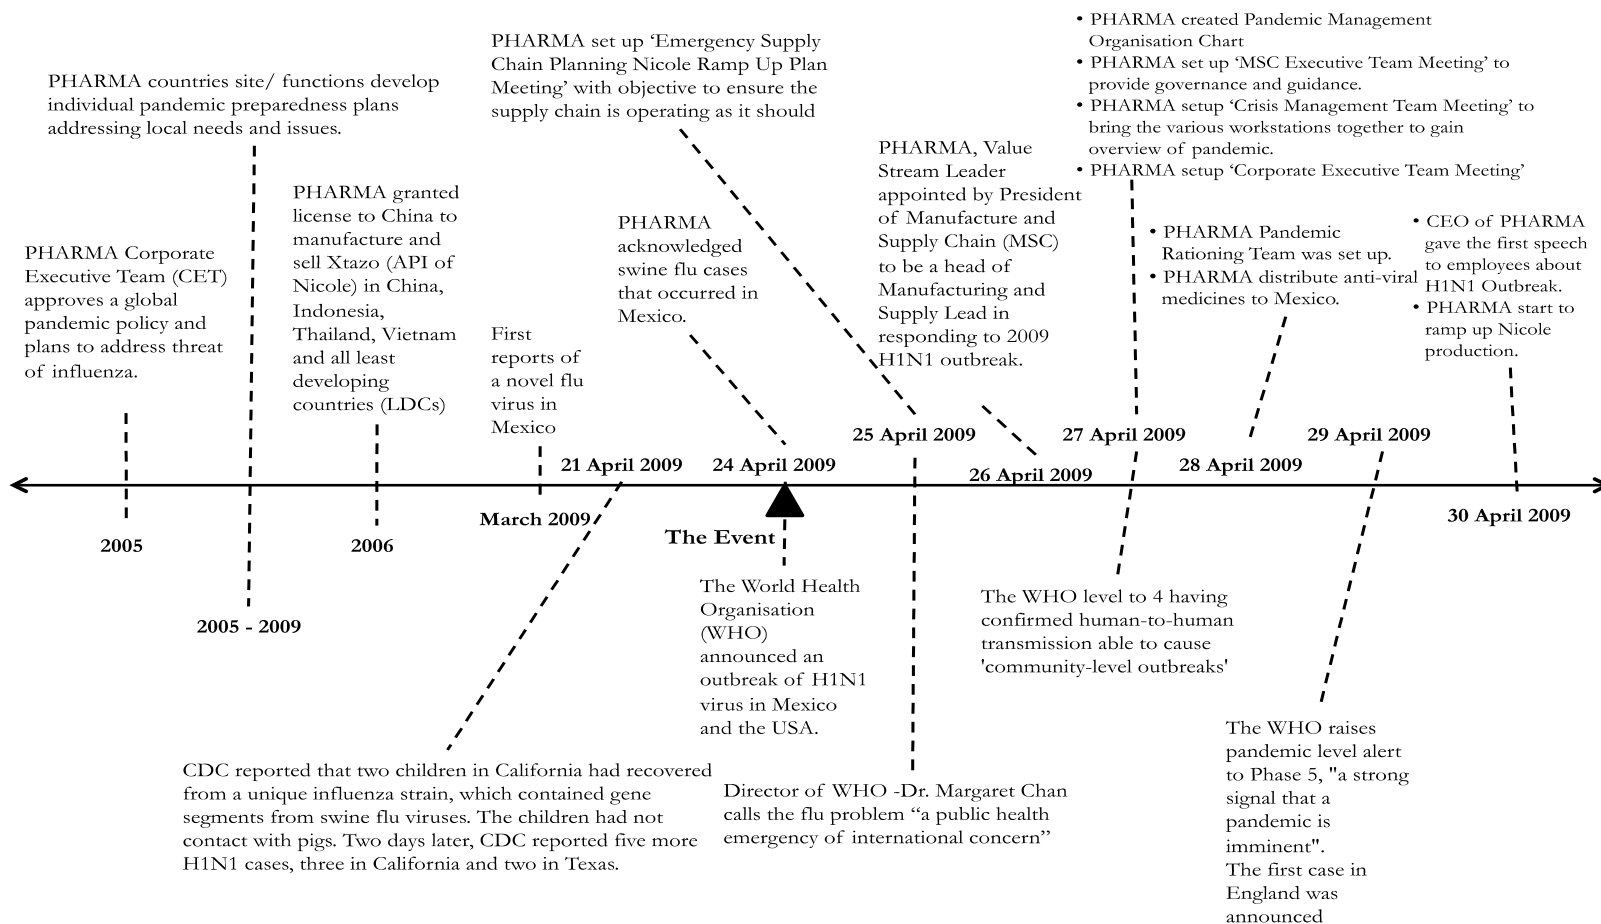 • PHARMA created Pandemic Management
Organisation Chart
• PHARMA set up ‘MSC Executive Team Meeting’ to
provide governance and guidance.
• PHARMA setup ‘Crisis Management Team Meeting’ to
bring the various workstations together to gain
overview of pandemic.
• PHARMA setup ‘Corporate Executive Team Meeting’
PHARMA set up ‘Emergency Supply
Chain Planning Nicole Ramp Up Plan
Meeting’ with objective to ensure the
supply chain is operating as it should
PHARMA countries site/ functions develop
individual pandemic preparedness plans
addressing local needs and issues.
PHARMA, Value
Stream Leader
appointed by President
of Manufacture and
Supply Chain (MSC)
to be a head of
Manufacturing and
Supply Lead in
responding to 2009
H1N1 outbreak.
PHARMA granted
license to China to
manufacture and
sell Xtazo (API of
Nicole) in China,
Indonesia,
Thailand, Vietnam
and all least
developing
countries (LDCs)
PHARMA
acknowledged
swine flu cases
that occurred in
Mexico.
• PHARMA Pandemic
Rationing Team was set up.
• PHARMA distribute anti-viral
medicines to Mexico.
• CEO of PHARMA
gave the first speech
to employees about
H1N1 Outbreak.
• PHARMA start to
ramp up Nicole
production.
PHARMA Corporate
Executive Team (CET)
approves a global
pandemic policy and
plans to address threat
of influenza.
First
reports of
a novel flu
virus in
Mexico
25 April 2009
27 April 2009
29 April 2009
21 April 2009
24 April 2009
26 April 2009
28 April 2009
March 2009
30 April 2009
The Event
2005
2006
2005 - 2009
The World Health
Organisation
(WHO)
announced an
outbreak of H1N1
virus in Mexico
and the USA.
The WHO level to 4 having
confirmed human-to-human
transmission able to cause
'community-level outbreaks'
CDC reported that two children in California had recovered
from a unique influenza strain, which contained gene
segments from swine flu viruses. The children had not
contact with pigs. Two days later, CDC reported five more
H1N1 cases, three in California and two in Texas.
Director of WHO -Dr. Margaret Chan
calls the flu problem “a public health
emergency of international concern”
The WHO raises
pandemic level alert
to Phase 5, "a strong
signal that a
pandemic is
imminent".
The first case in
England was
announced